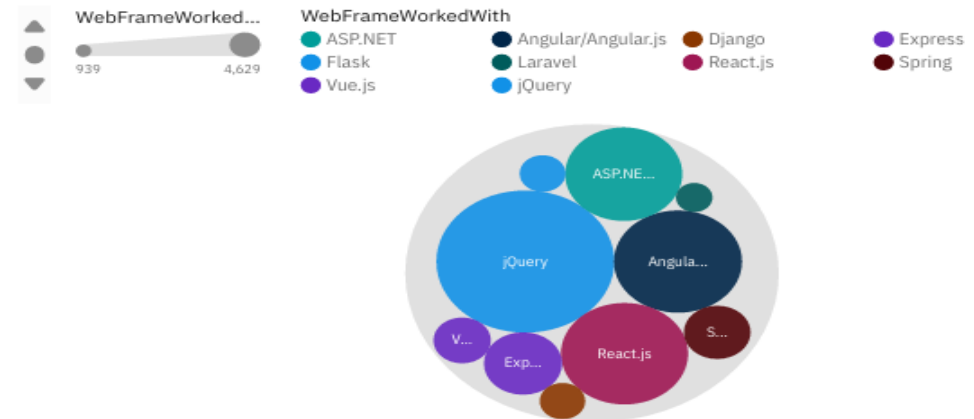 WebFrameWorked...
939 4,629
WebFrameWorkedWith
ASP.NET Angular/Angular.js Django Express
Flask Laravel React.js Spring
Vue.js jQuery
ASP.NE...
jQuery Angula...
V... S...
Exp... React.js